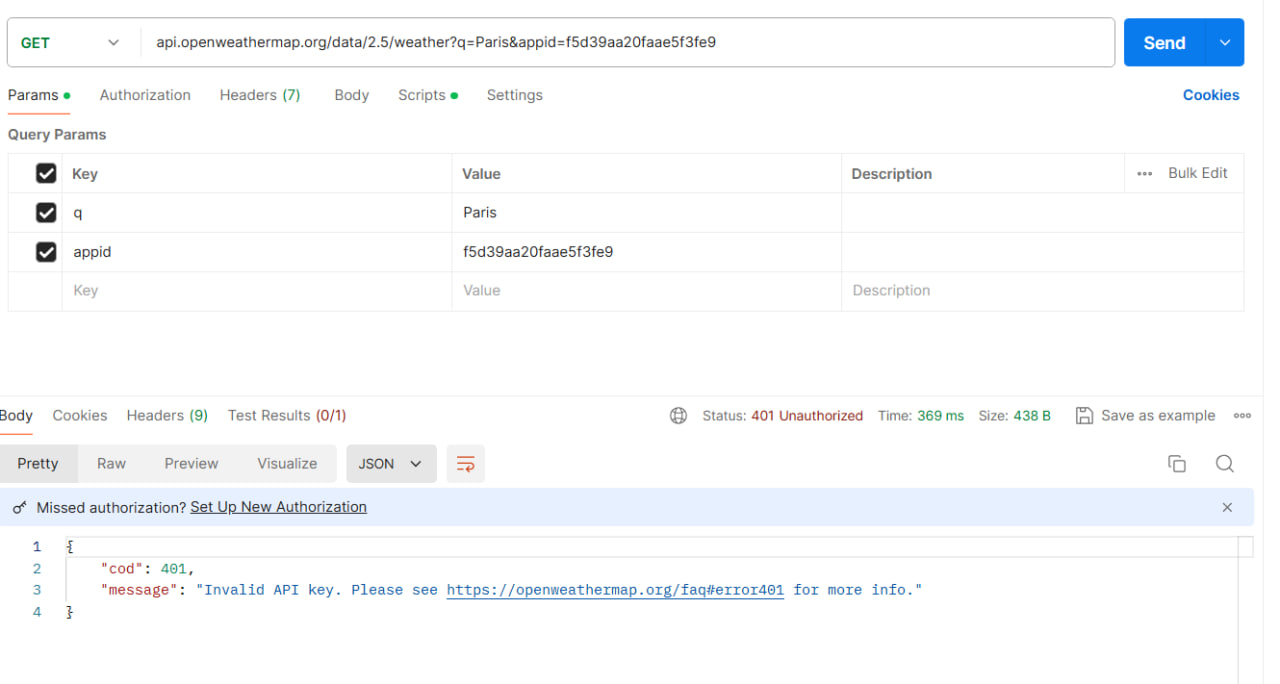 GET api.openweathermap.org/data/2.5/weather?q=Paris&appid=f5d39aa20faae5f3fe9 Send
Params Authorization Headers (7) Body Scripts Settings Cookies
Query Params
Key Value Description Bulk Edit
q Paris
appid f5d39aa20faae5f3fe9
Key Value Description
Body Cookies Headers (9) Test Results (0/1) Status: 401 Unauthorized Time: 369 ms Size: 438 B Save as example
Pretty Raw Preview Visualize JSON
Missed authorization? Set Up New Authorization
1 {
2 "cod": 401,
3 "message": "Invalid API key. Please see https://openweathermap.org/faq#error401 for more info."
4 }